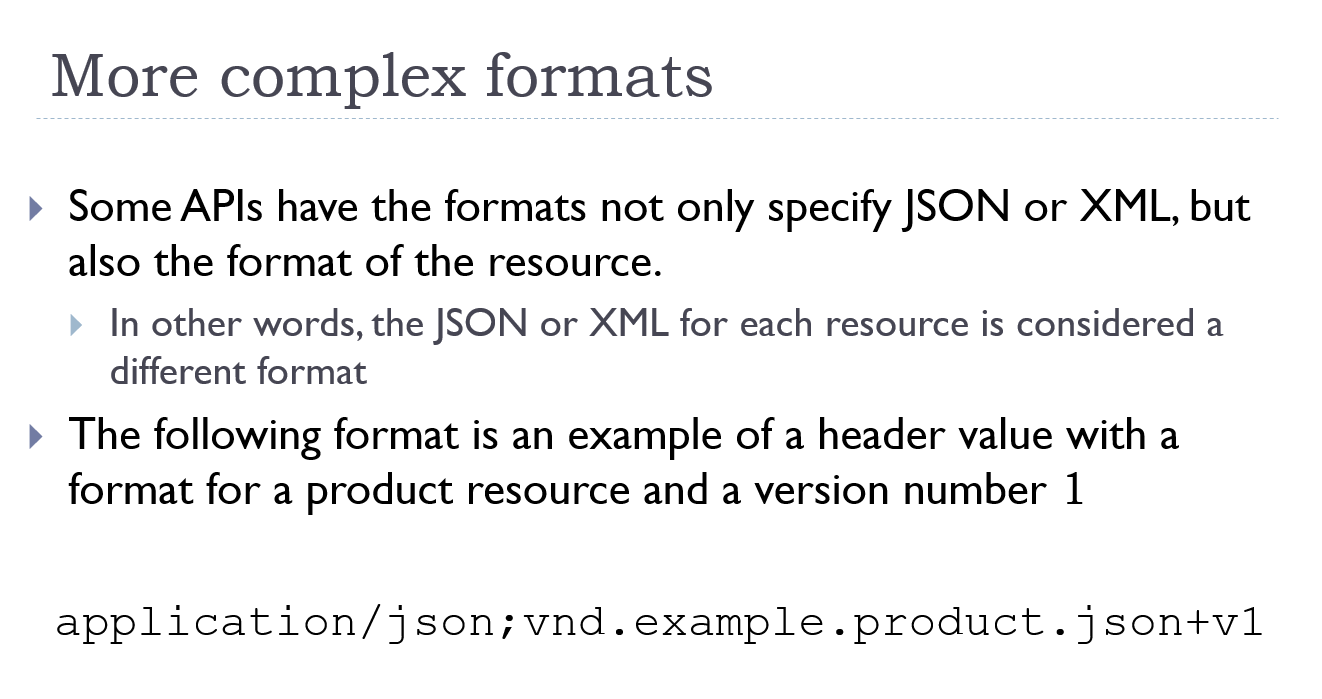 More complex formats
Some APIs have the formats not only specify JSON or XML, but
also the format of the resource.
In other words, the JSON or XML for each resource is considered a
different format
The following format is an example of a header value with a
format for a product resource and a version number 1
application/json;vnd.example.product.json+v1